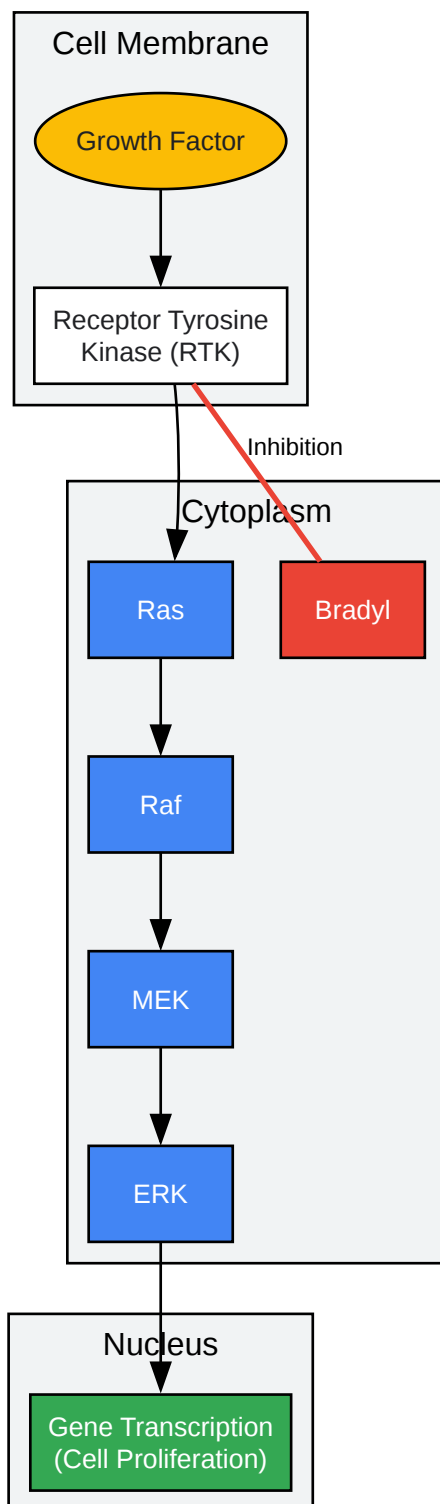 Cell Membrane
Growth Factor
Receptor Tyrosine
Kinase (RTK)
Inhibition
Cytoplasm
Ras
Bradyl
Raf
MEK
ERK
Nucleus
Gene Transcription
(Cell Proliferation)